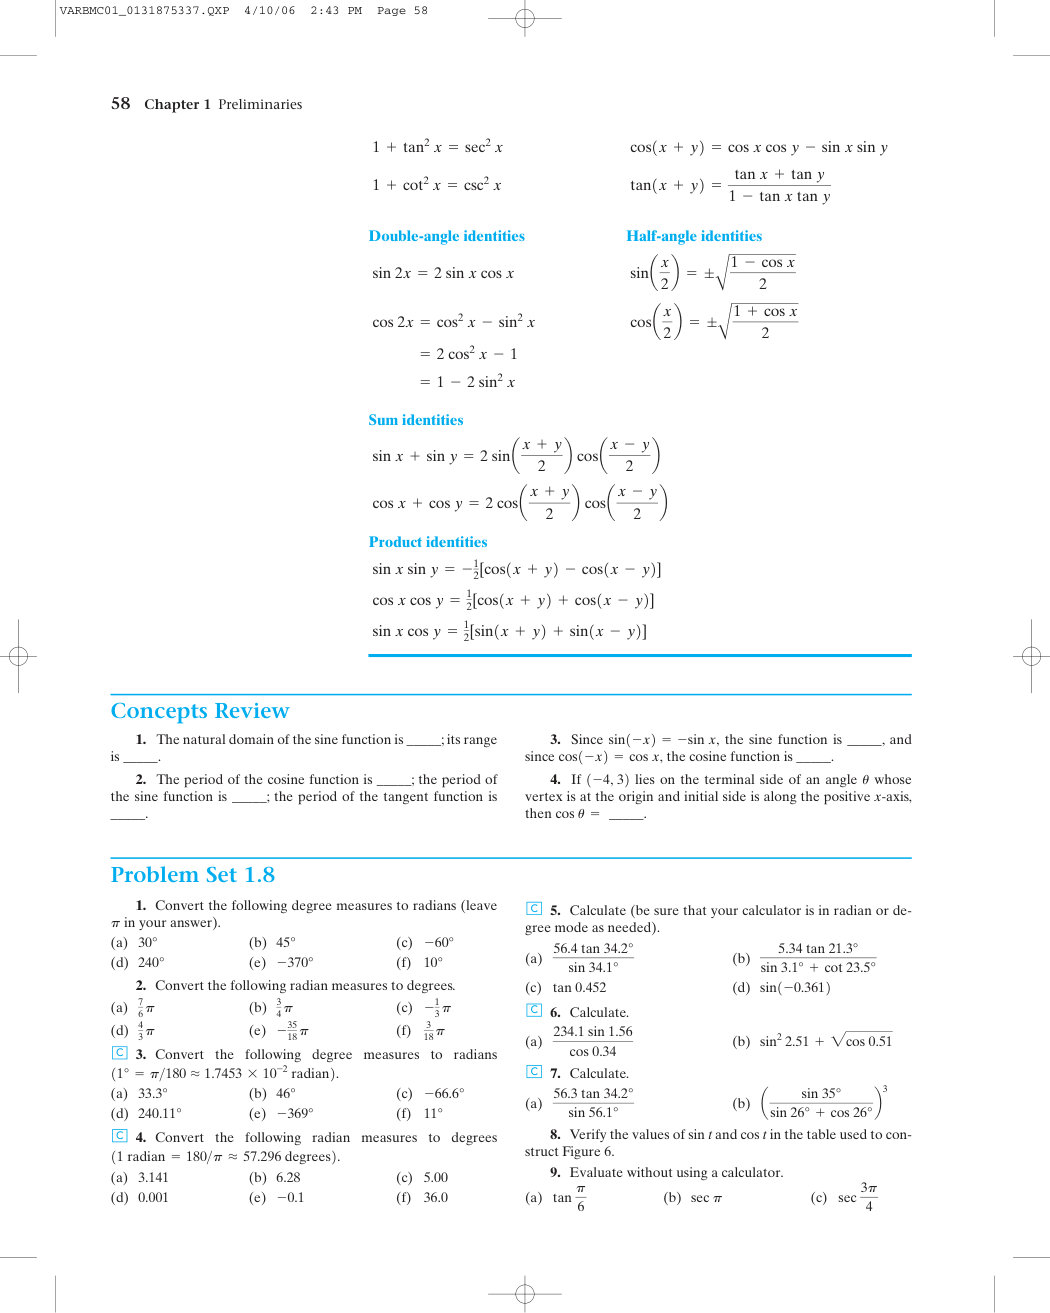 VARBMC01_0131875337.QXP 4/10/06 2:43 PM Page 58
58 Chapter 1 Preliminaries
1 + tan² x = sec² x
cos(x + y) = cos x cos y − sin x sin y
1 + cot² x = csc² x
tan(x + y) = (tan x + tan y)/(1 − tan x tan y)
Double-angle identities
Half-angle identities
sin 2x = 2 sin x cos x
sin(x/2) = ±√((1 − cos x)/2)
cos 2x = cos² x − sin² x
cos(x/2) = ±√((1 + cos x)/2)
= 2 cos² x − 1
= 1 − 2 sin² x
Sum identities
sin x + sin y = 2 sin((x + y)/2) cos((x − y)/2)
cos x + cos y = 2 cos((x + y)/2) cos((x − y)/2)
Product identities
sin x sin y = −½[cos(x + y) − cos(x − y)]
cos x cos y = ½[cos(x + y) + cos(x − y)]
sin x cos y = ½[sin(x + y) + sin(x − y)]
Concepts Review
1. The natural domain of the sine function is _____; its range
is _____.
2. The period of the cosine function is _____; the period of
the sine function is _____; the period of the tangent function is
_____.
3. Since sin(−x) = −sin x, the sine function is _____, and
since cos(−x) = cos x, the cosine function is _____.
4. If (−4, 3) lies on the terminal side of an angle θ whose
vertex is at the origin and initial side is along the positive x-axis,
then cos θ = _____.
Problem Set 1.8
1. Convert the following degree measures to radians (leave
π in your answer).
(a) 30° (b) 45° (c) −60°
(d) 240° (e) −370° (f) 10°
2. Convert the following radian measures to degrees.
(a) 7/6 π (b) 3/4 π (c) −1/3 π
(d) 4/3 π (e) −35/18 π (f) 3/18 π
C 3. Convert the following degree measures to radians
(1° = π/180 ≈ 1.7453 × 10⁻² radian).
(a) 33.3° (b) 46° (c) −66.6°
(d) 240.11° (e) −369° (f) 11°
C 4. Convert the following radian measures to degrees
(1 radian = 180/π ≈ 57.296 degrees).
(a) 3.141 (b) 6.28 (c) 5.00
(d) 0.001 (e) −0.1 (f) 36.0
C 5. Calculate (be sure that your calculator is in radian or de-
gree mode as needed).
(a) (56.4 tan 34.2°)/(sin 34.1°) (b) (5.34 tan 21.3°)/(sin 3.1° + cot 23.5°)
(c) tan 0.452 (d) sin(−0.361)
C 6. Calculate.
(a) (234.1 sin 1.56)/(cos 0.34) (b) sin² 2.51 + √(cos 0.51)
C 7. Calculate.
(a) (56.3 tan 34.2°)/(sin 56.1°) (b) ((sin 35°)/(sin 26° + cos 26°))³
8. Verify the values of sin t and cos t in the table used to con-
struct Figure 6.
9. Evaluate without using a calculator.
(a) tan π/6 (b) sec π (c) sec 3π/4